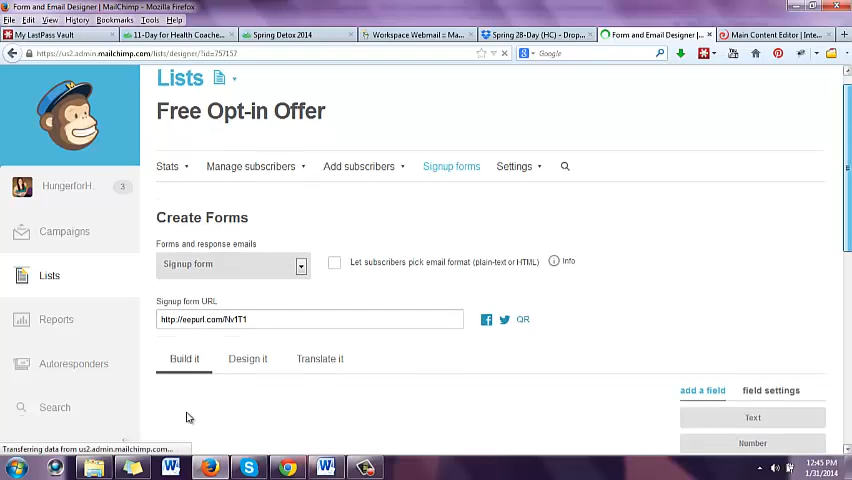 Form and Email Designer | MailChimp - Mozilla Firefox
File Edit View History Bookmarks Tools Help
My LastPass Vault
11-Day for Health Coache...
Spring Detox 2014
Workspace Webmail :: Man...
Spring 28-Day (HC) - Drop...
Form and Email Designer |...
Main Content Editor | Inte...
https://us2.admin.mailchimp.com/lists/designer/?id=757157
Google
Lists
Free Opt-in Offer
Stats Manage subscribers Add subscribers Signup forms Settings
HungerforH. 3
Campaigns
Lists
Reports
Autoresponders
Search
Create Forms
Forms and response emails
Signup form
Let subscribers pick email format (plain-text or HTML) Info
Signup form URL
http://eepurl.com/Nv1T1
QR
Build it Design it Translate it
add a field field settings
Text
Number
Transferring data from us2.admin.mailchimp.com...
12:45 PM
1/31/2014